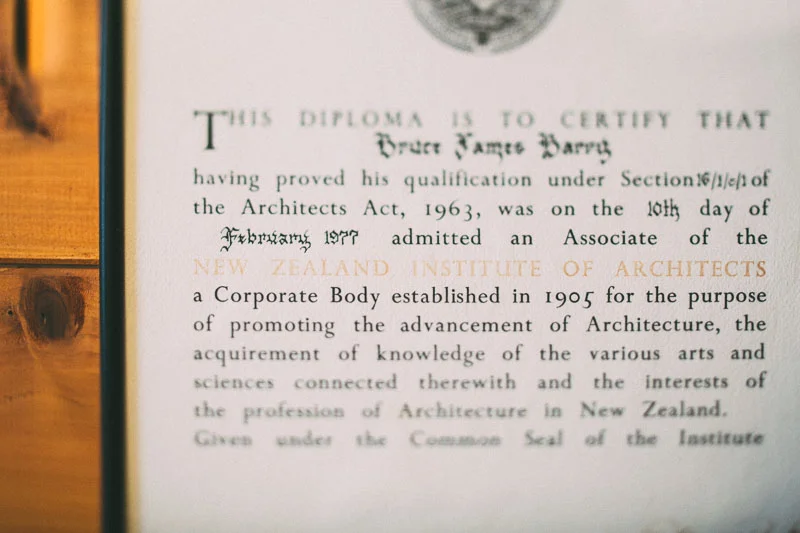 THIS DIPLOMA IS TO CERTIFY THAT
Bruce James Barry
having proved his qualification under Section 16/1/c/1 of
the Architects Act, 1963, was on the 10th day of
February 1977 admitted an Associate of the
NEW ZEALAND INSTITUTE OF ARCHITECTS
a Corporate Body established in 1905 for the purpose
of promoting the advancement of Architecture, the
acquirement of knowledge of the various arts and
sciences connected therewith and the interests of
the profession of Architecture in New Zealand.
Given under the Common Seal of the Institute